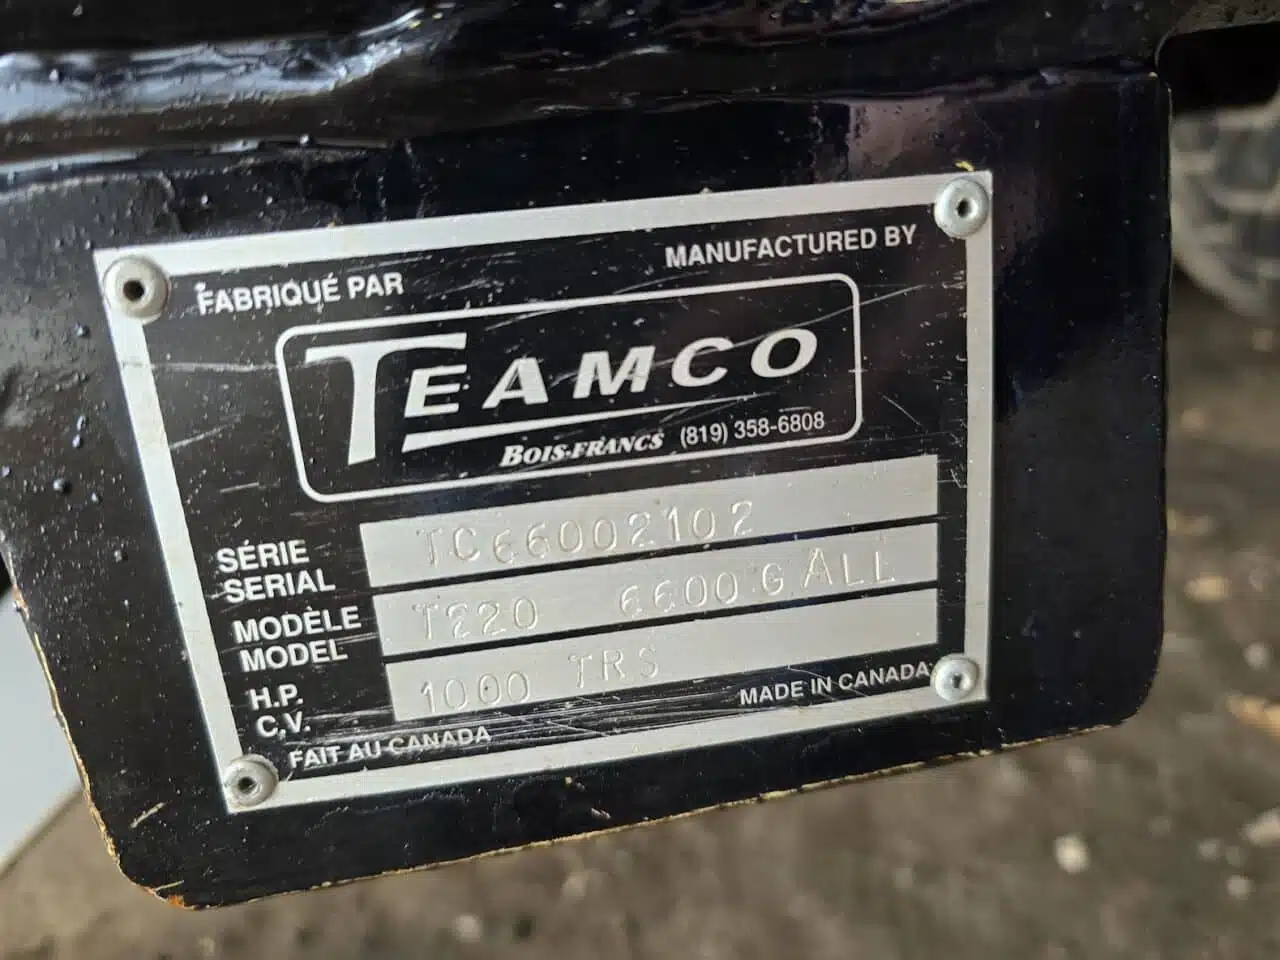 FABRIQUÉ PAR MANUFACTURED BY
TEAMCO
BOIS-FRANCS (819) 358-6808
SÉRIE
SERIAL TC66002102
MODÈLE
MODEL T220 6600 GALL
H.P.
C.V. 1000 TRS
FAIT AU CANADA MADE IN CANADA